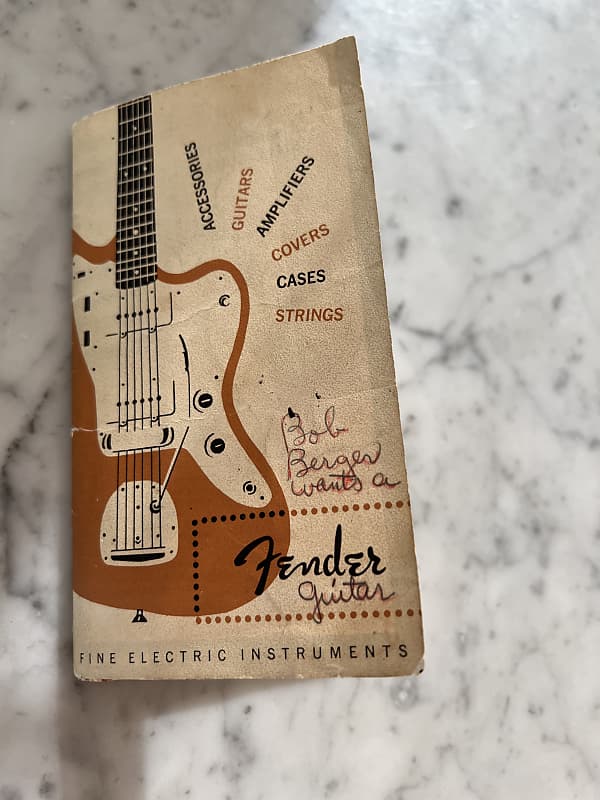 ACCESSORIES
GUITARS
AMPLIFIERS
COVERS
CASES
STRINGS
Bob
Berger
wants a
Fender
guitar
FINE ELECTRIC INSTRUMENTS